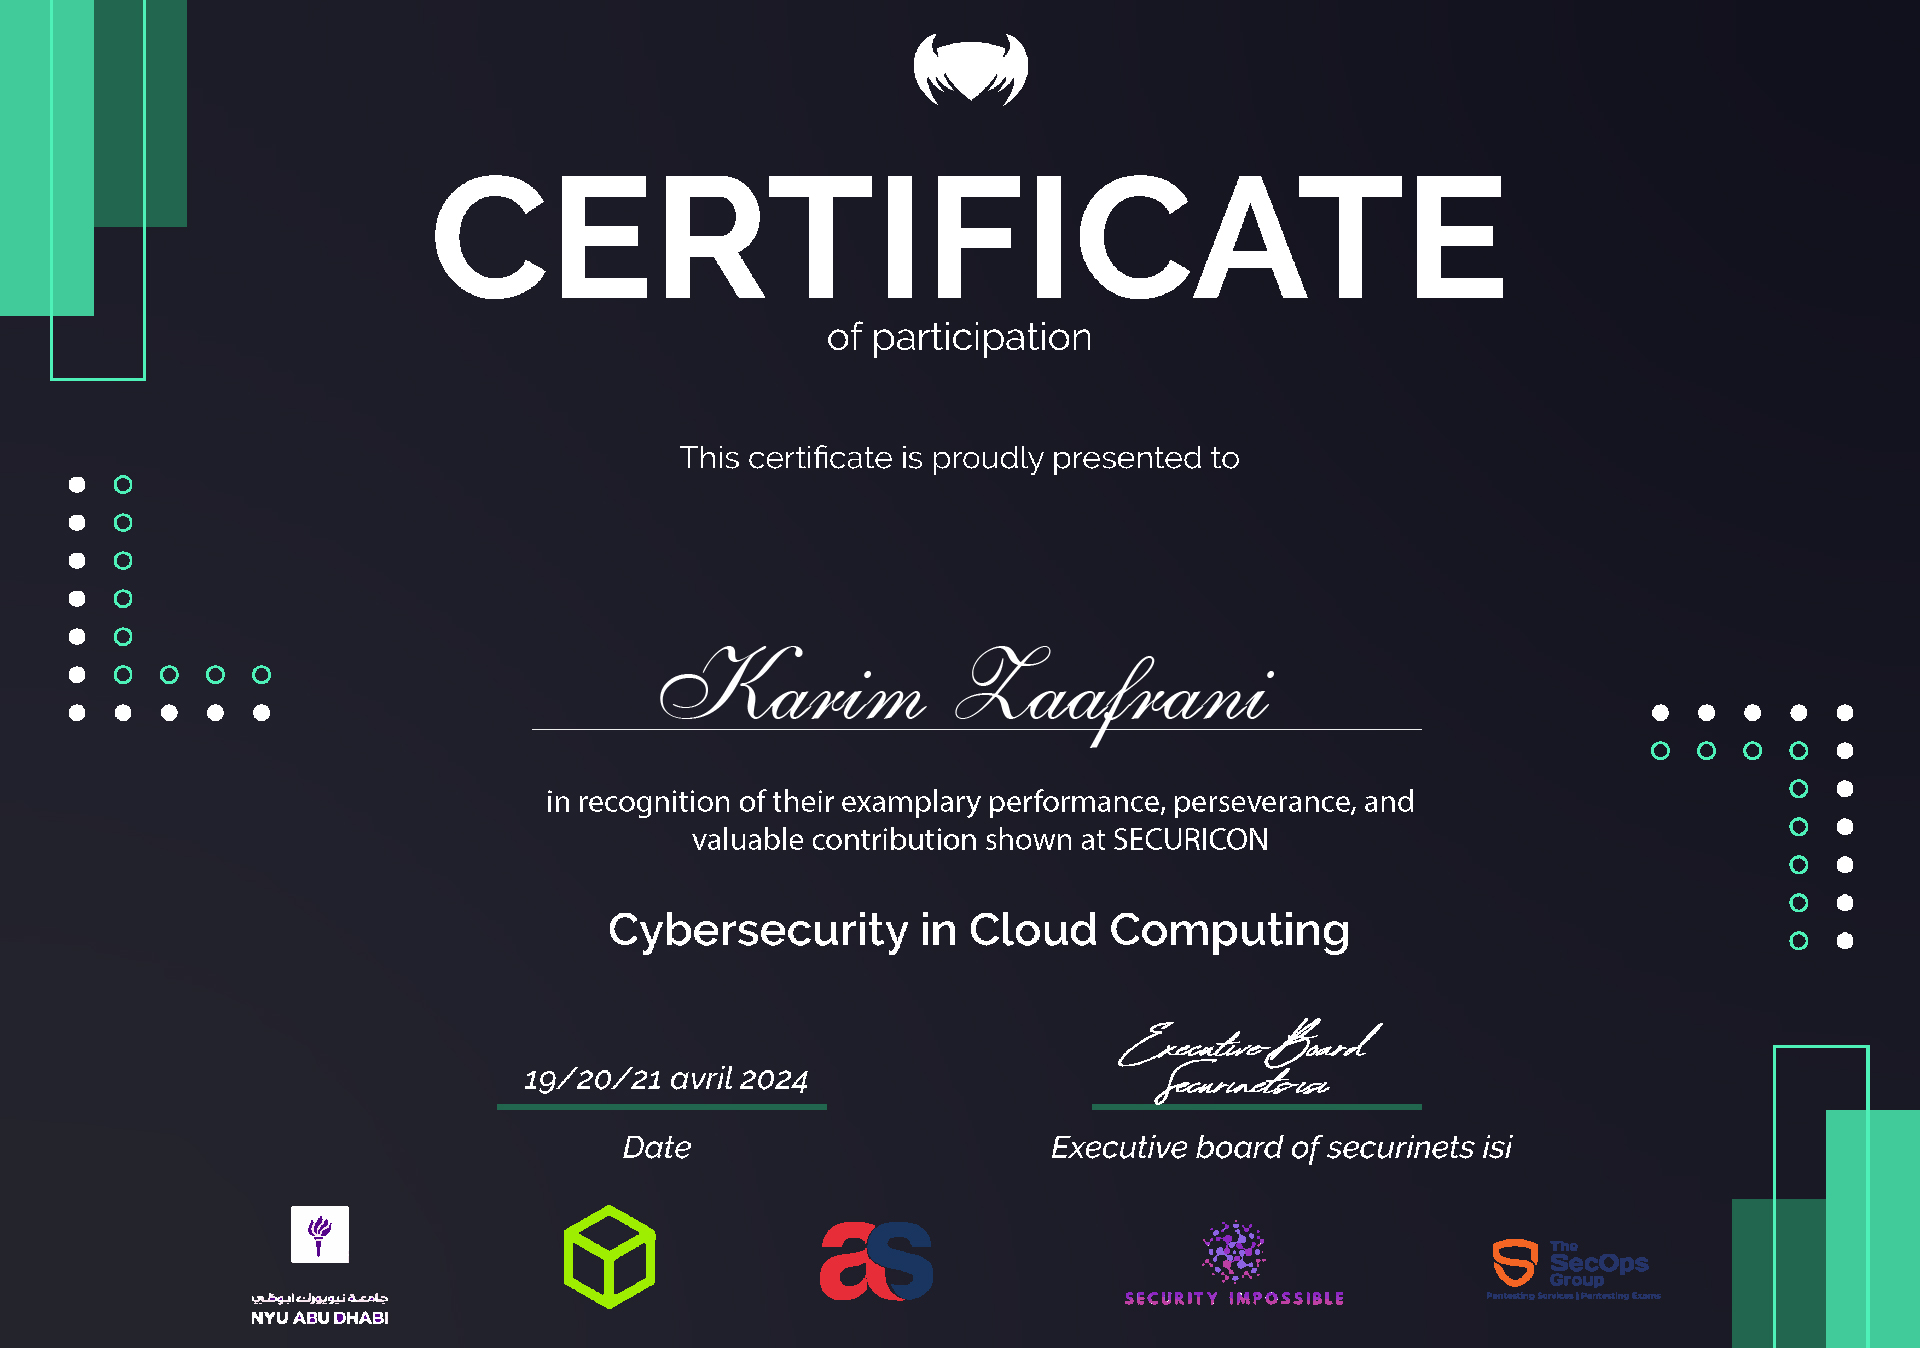 CERTIFICATE
of participation
This certificate is proudly presented to
Karim Zaafrani
in recognition of their examplary performance, perseverance, and
valuable contribution shown at SECURICON
Cybersecurity in Cloud Computing
19/20/21 avril 2024
Date
Executive Board
Securinets isi
Executive board of securinets isi
جامعة نيويورك ابوظبي
NYU ABU DHABI
as
SECURITY IMPOSSIBLE
The
SecOps
Group
Pentesting Services | Pentesting Exams